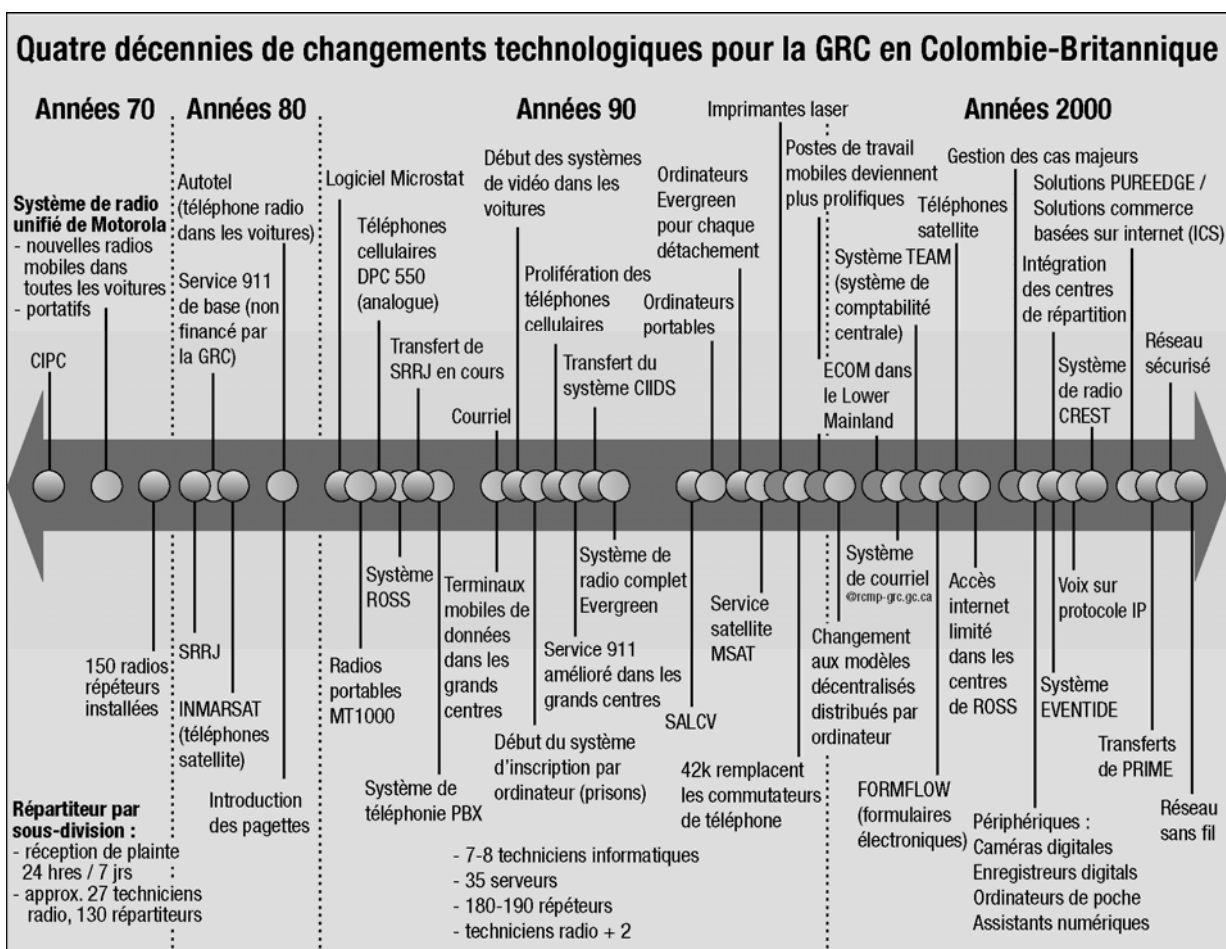 Quatre décennies de changements technologiques pour la GRC en Colombie-Britannique
Années 70
Années 80
Années 90
Années 2000
Système de radio
unifié de Motorola
- nouvelles radios
mobiles dans
toutes les voitures
- portatifs
CIPC
150 radios
répéteurs
installées
Répartiteur par
sous-division :
- réception de plainte
24 hres / 7 jrs
- approx. 27 techniciens
radio, 130 répartiteurs
Autotel
(téléphone radio
dans les voitures)
Service 911
de base (non
financé par
la GRC)
SRRJ
INMARSAT
(téléphones
satellite)
Introduction
des pagettes
Logiciel Microstat
Téléphones
cellulaires
DPC 550
(analogue)
Transfert de
SRRJ en cours
Courriel
Début des systèmes
de vidéo dans les
voitures
Prolifération des
téléphones
cellulaires
Transfert du
système CIIDS
Ordinateurs
Evergreen
pour chaque
détachement
Ordinateurs
portables
Imprimantes laser
Postes de travail
mobiles deviennent
plus prolifiques
Radios
portables
MT1000
Système
ROSS
Système de
téléphonie PBX
Terminaux
mobiles de
données
dans les
grands
centres
Début du système
d'inscription par
ordinateur (prisons)
Service 911
amélioré dans les
grands centres
Système de
radio complet
Evergreen
SALCV
Service
satellite
MSAT
42k remplacent
les commutateurs
de téléphone
Changement
aux modèles
décentralisés
distribués par
ordinateur
- 7-8 techniciens informatiques
- 35 serveurs
- 180-190 répéteurs
- techniciens radio + 2
ECOM dans
le Lower
Mainland
Système TEAM
(système de
comptabilité
centrale)
Téléphones
satellite
Gestion des cas majeurs
Intégration
des centres
de répartition
Système
de radio
CREST
Solutions PUREEDGE /
Solutions commerce
basées sur internet (ICS)
Réseau
sécurisé
Système
de courriel
@rcmp-grc.gc.ca
FORMFLOW
(formulaires
électroniques)
Accès
internet
limité
dans les
centres
de ROSS
Périphériques :
Caméras digitales
Enregistreurs digitals
Ordinateurs de poche
Assistants numériques
Système
EVENTIDE
Voix sur
protocole IP
Transferts
de PRIME
Réseau
sans fil